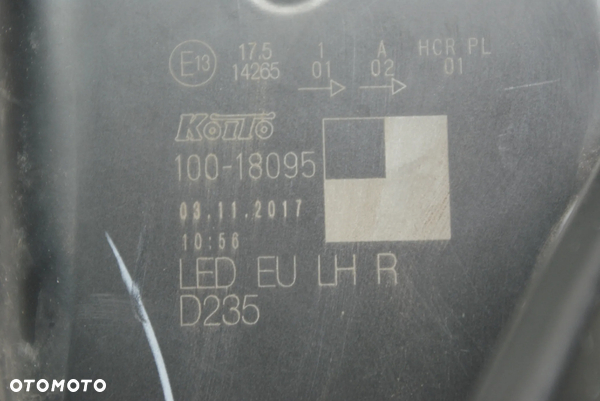 E13 17.5 1 A HCR PL
14265 01 02 01
KOITO
100-18095
03.11.2017
10:56
LED EU LH R
D235
OTOMOTO